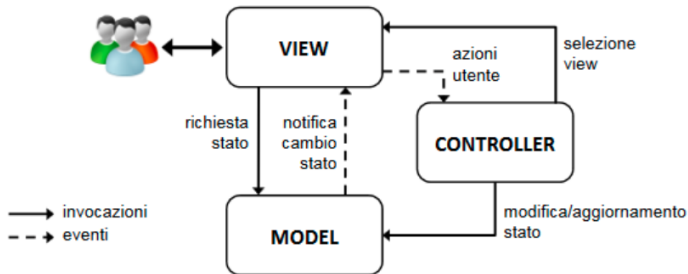 VIEW
azioni
utente
selezione
view
richiesta
stato
notifica
cambio
stato
CONTROLLER
invocazioni
eventi
MODEL
modifica/aggiornamento
stato